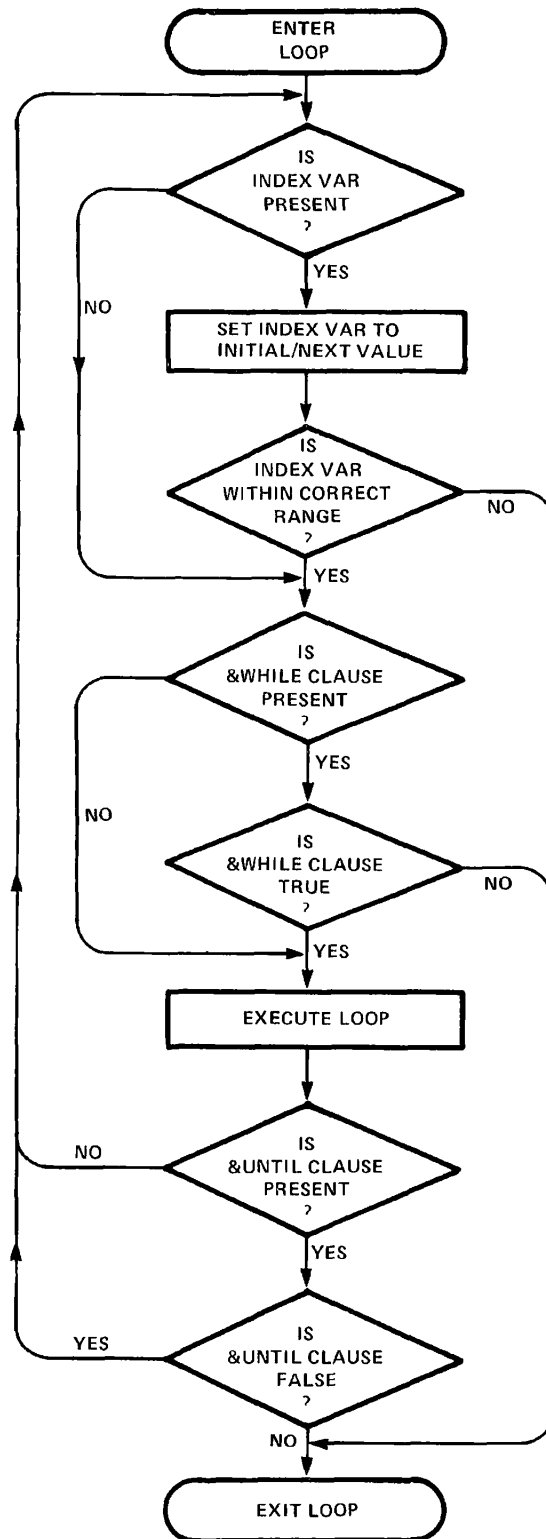 ENTER
LOOP
IS
INDEX VAR
PRESENT
?
YES
NO
SET INDEX VAR TO
INITIAL/NEXT VALUE
IS
INDEX VAR
WITHIN CORRECT
RANGE
?
NO
YES
IS
&WHILE CLAUSE
PRESENT
?
YES
NO
IS
&WHILE CLAUSE
TRUE
?
NO
YES
EXECUTE LOOP
IS
&UNTIL CLAUSE
PRESENT
?
NO
YES
IS
&UNTIL CLAUSE
FALSE
?
YES
NO
EXIT LOOP